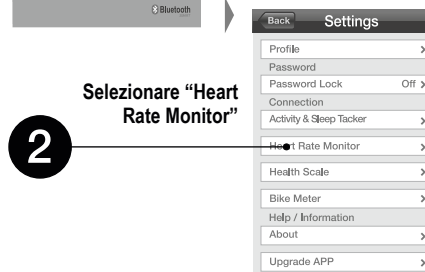 Bluetooth
Back Settings
Profile
Password
Password Lock Off
Connection
Activity & Sleep Tacker
Selezionare “Heart
Rate Monitor”
2
Heart Rate Monitor
Health Scale
Bike Meter
Help / Information
About
Upgrade APP